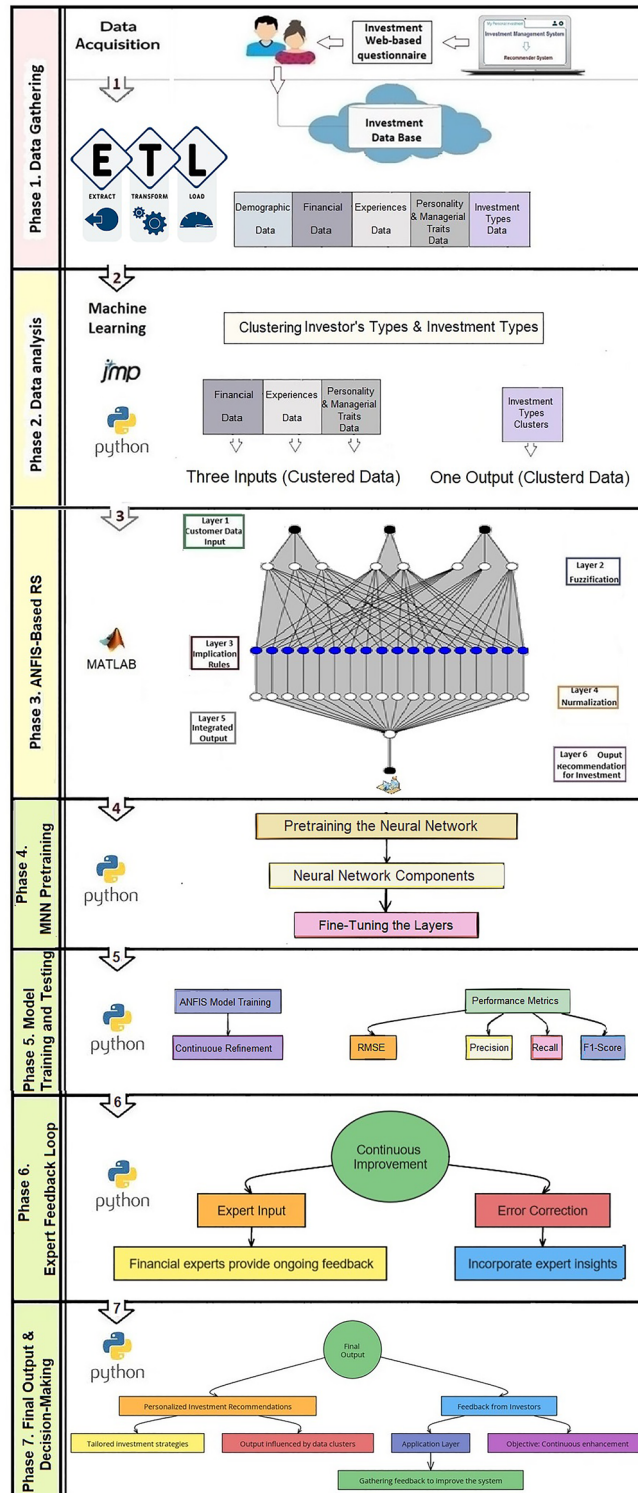 Phase 1. Data Gathering
Data
Acquisition
1
Investment
Web-based
questionnaire
My Personal Investment
Investment Management System
Recommender System
Investment
Data Base
E T L
EXTRACT TRANSFORM LOAD
Demographic
Data
Financial
Data
Experiences
Data
Personality
& Managerial
Traits
Data
Investment
Types
Data
Phase 2. Data analysis
2
Machine
Learning
jmp
python
Clustering Investor's Types & Investment Types
Financial
Data
Experiences
Data
Personality
& Managerial
Traits
Data
Investment
Types
Clusters
Three Inputs (Custered Data)
One Output (Clusterd Data)
Phase 3. ANFIS-Based RS
3
MATLAB
Layer 1
Customer Data
Input
Layer 2
Fuzzification
Layer 3
Implication
Rules
Layer 4
Nurmalization
Layer 5
Integrated
Output
Layer 6 Ouput
Recommendation
for Investment
Phase 4.
MNN Pretraining
4
python
Pretraining the Neural Network
Neural Network Components
Fine-Tuning the Layers
Phase 5. Model
Training and Testing
5
python
ANFIS Model Training
Continuoue Refinement
Performance Metrics
RMSE
Precision
Recall
F1-Score
Phase 6.
Expert Feedback Loop
6
python
Continuous
Improvement
Expert Input
Error Correction
Financial experts provide ongoing feedback
Incorporate expert insights
Phase 7. Final Output &
Decision-Making
7
python
Final
Output
Personalized Investment Recommendations
Feedback from Investors
Tailored investment strategies
Output influenced by data clusters
Application Layer
Objective: Continuous enhancement
Gathering feedback to improve the system